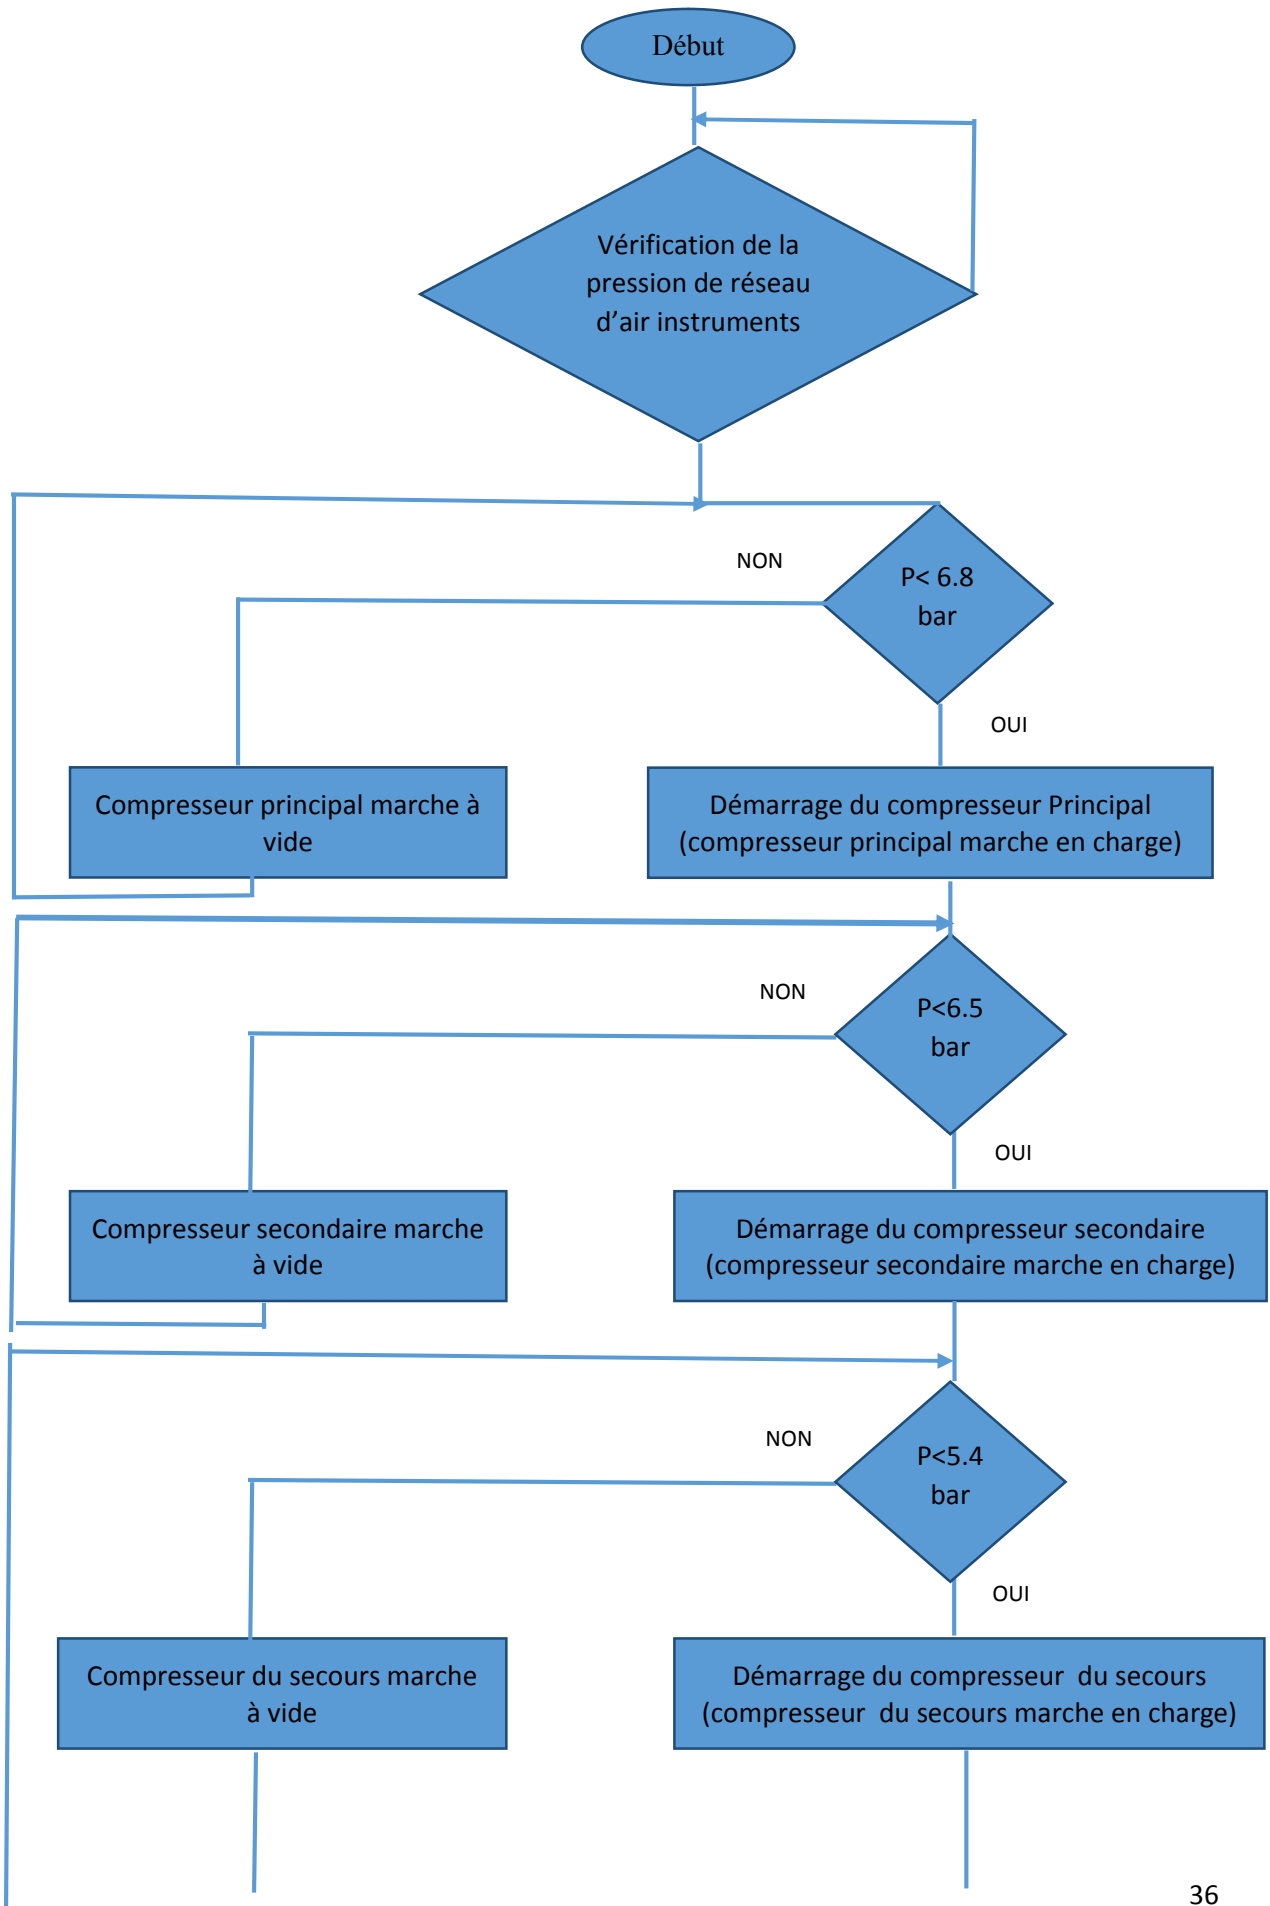 Début
Vérification de la
pression de réseau
d’air instruments
NON
P< 6.8
bar
OUI
Compresseur principal marche à
vide
Démarrage du compresseur Principal
(compresseur principal marche en charge)
NON
P<6.5
bar
OUI
Compresseur secondaire marche
à vide
Démarrage du compresseur secondaire
(compresseur secondaire marche en charge)
NON
P<5.4
bar
OUI
Compresseur du secours marche
à vide
Démarrage du compresseur  du secours
(compresseur  du secours marche en charge)
36